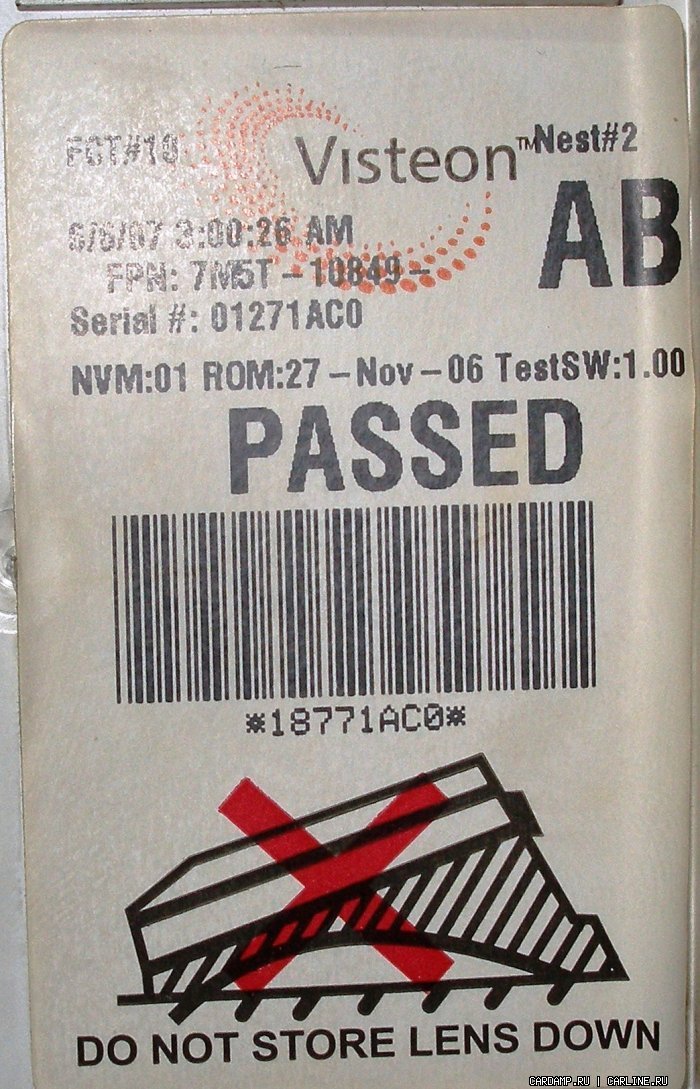 FCT#18 Visteon™ Nest#2
AB
6/6/07 3:00:26 AM
FPN: 7M5T-10849-
Serial #: 01271AC0
NVM:01 ROM:27-Nov-06 TestSW:1.00
PASSED
*18771AC0*
DO NOT STORE LENS DOWN
CARDAMP.RU | CARLINE.RU